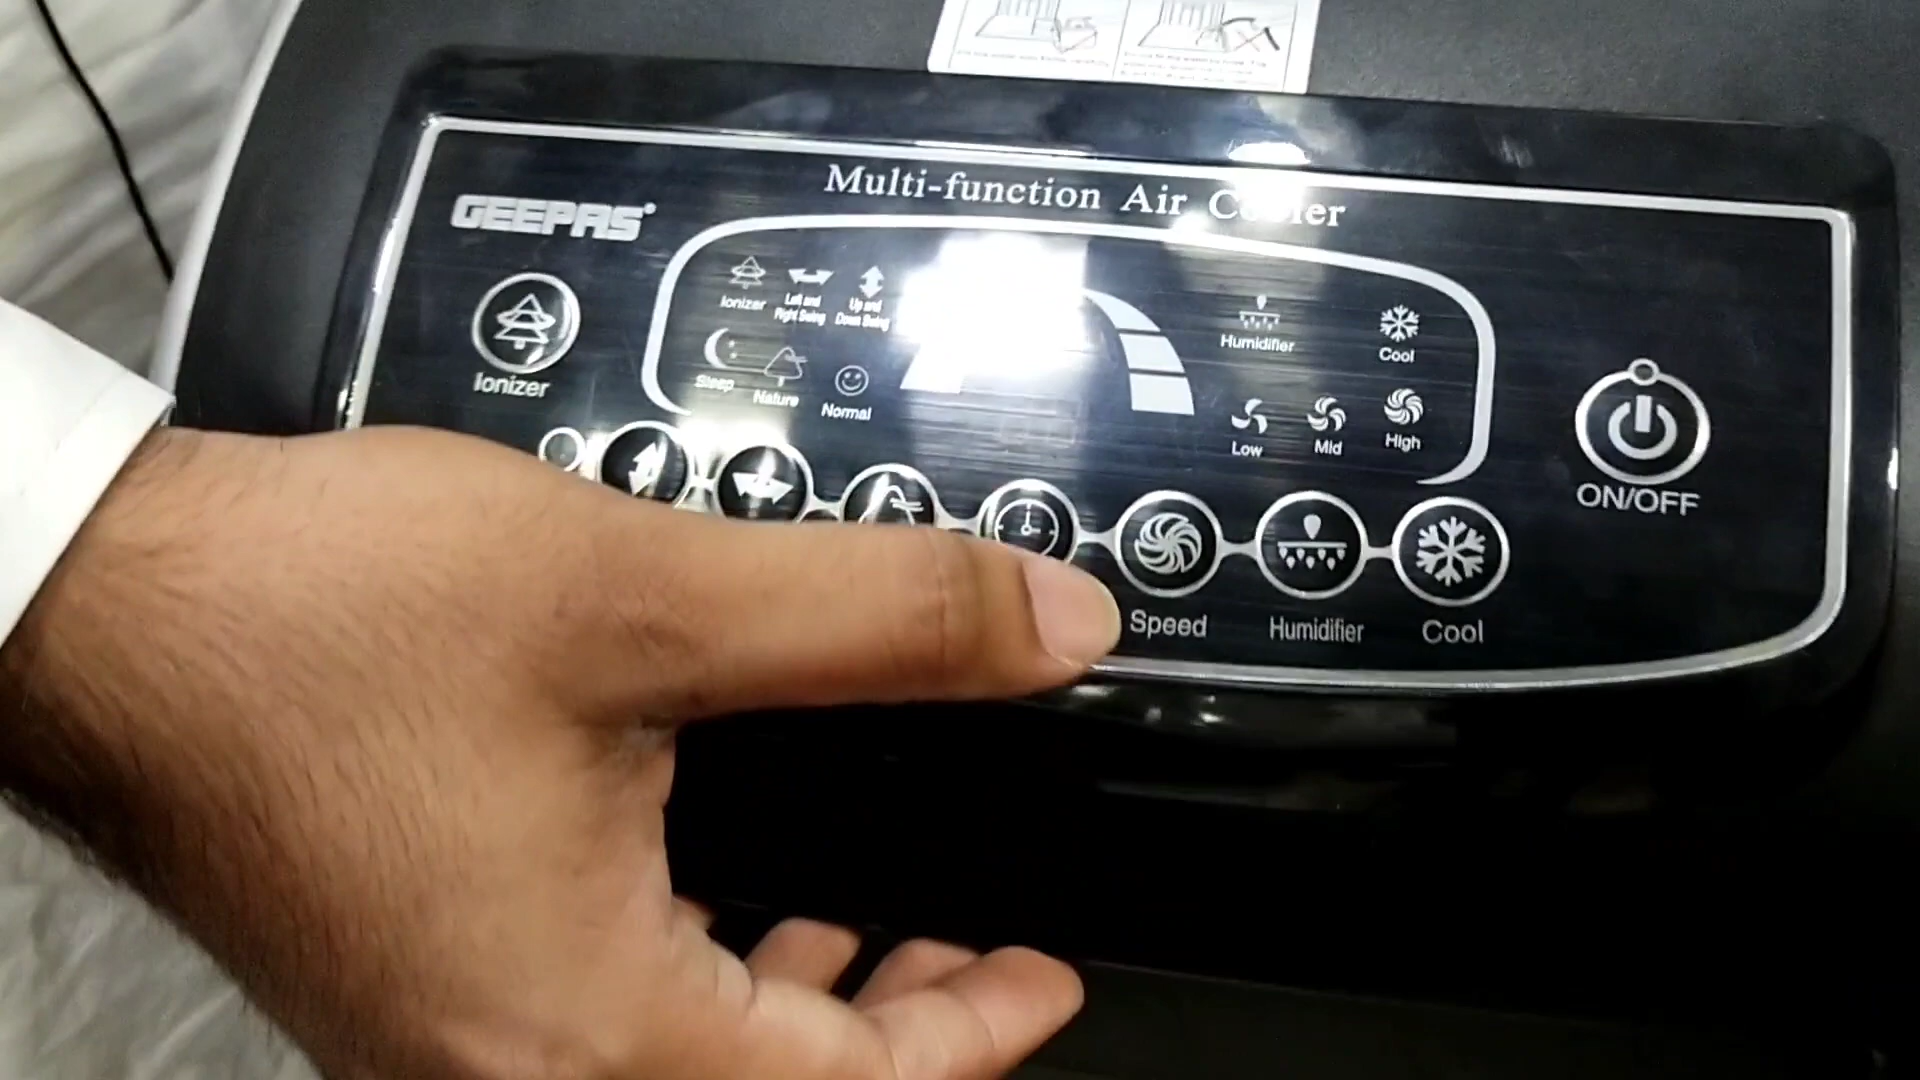 Multi-function Air Cooler
GEEPAS
Ionizer
Ionizer
Left and
Right Swing
Up and
Down Swing
Sleep
Nature
Normal
Humidifier
Cool
Low
Mid
High
ON/OFF
Speed
Humidifier
Cool